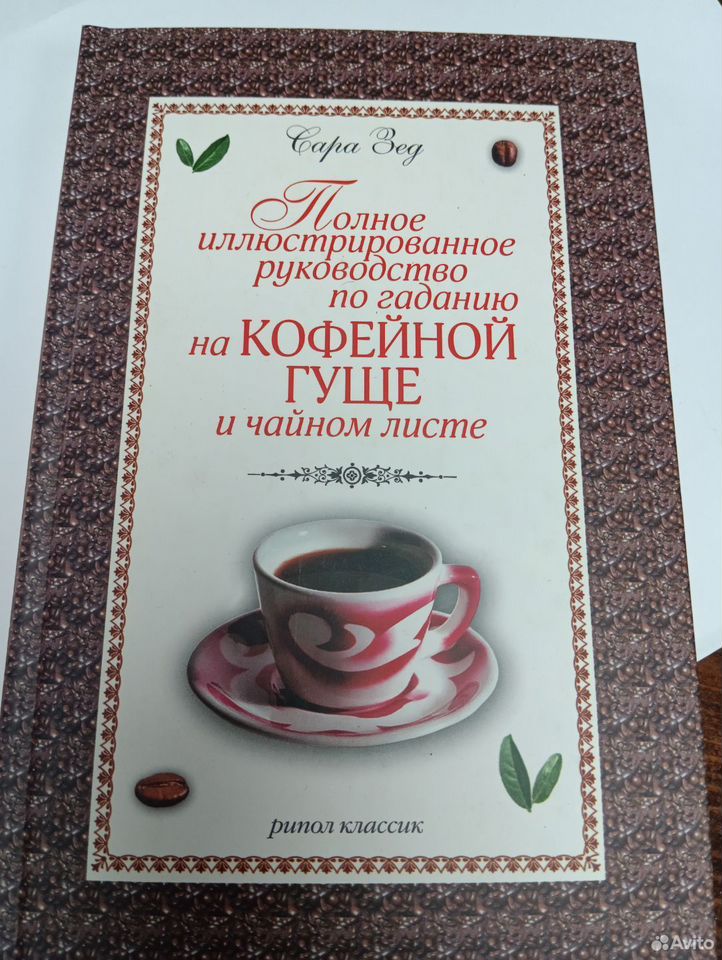 Сара Зед
Полное
иллюстрированное
руководство
по гаданию
на КОФЕЙНОЙ
ГУЩЕ
и чайном листе
рипол классик
Avito